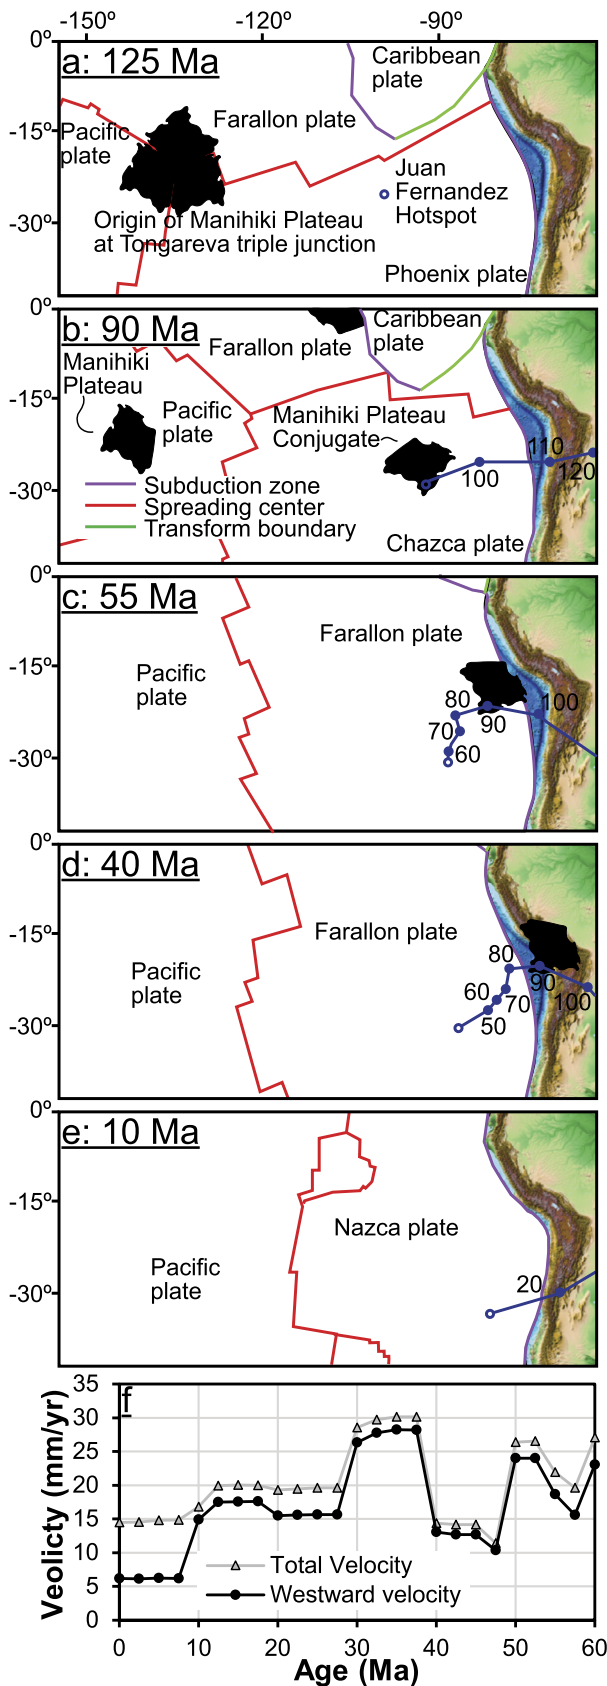 -150º
-120º
-90º
0º
a: 125 Ma
Caribbean
plate
Farallon plate
-15º
Pacific
plate
Juan
Fernandez
Hotspot
Origin of Manihiki Plateau
at Tongareva triple junction
-30º
Phoenix plate
0º
b: 90 Ma
Caribbean
plate
Farallon plate
Manihiki
Plateau
-15º
Pacific
plate
Manihiki Plateau
Conjugate
110
100
120
-30º
Subduction zone
Spreading center
Transform boundary
Chazca plate
0º
c: 55 Ma
Farallon plate
-15º
Pacific
plate
80
100
90
70
60
-30º
0º
d: 40 Ma
Farallon plate
-15º
80
Pacific
plate
90
60
70
100
50
-30º
0º
e: 10 Ma
-15º
Nazca plate
Pacific
plate
20
-30º
f
35
30
25
20
15
10
5
0
Veolicty (mm/yr)
Total Velocity
Westward velocity
0
10
20
30
40
50
60
Age (Ma)